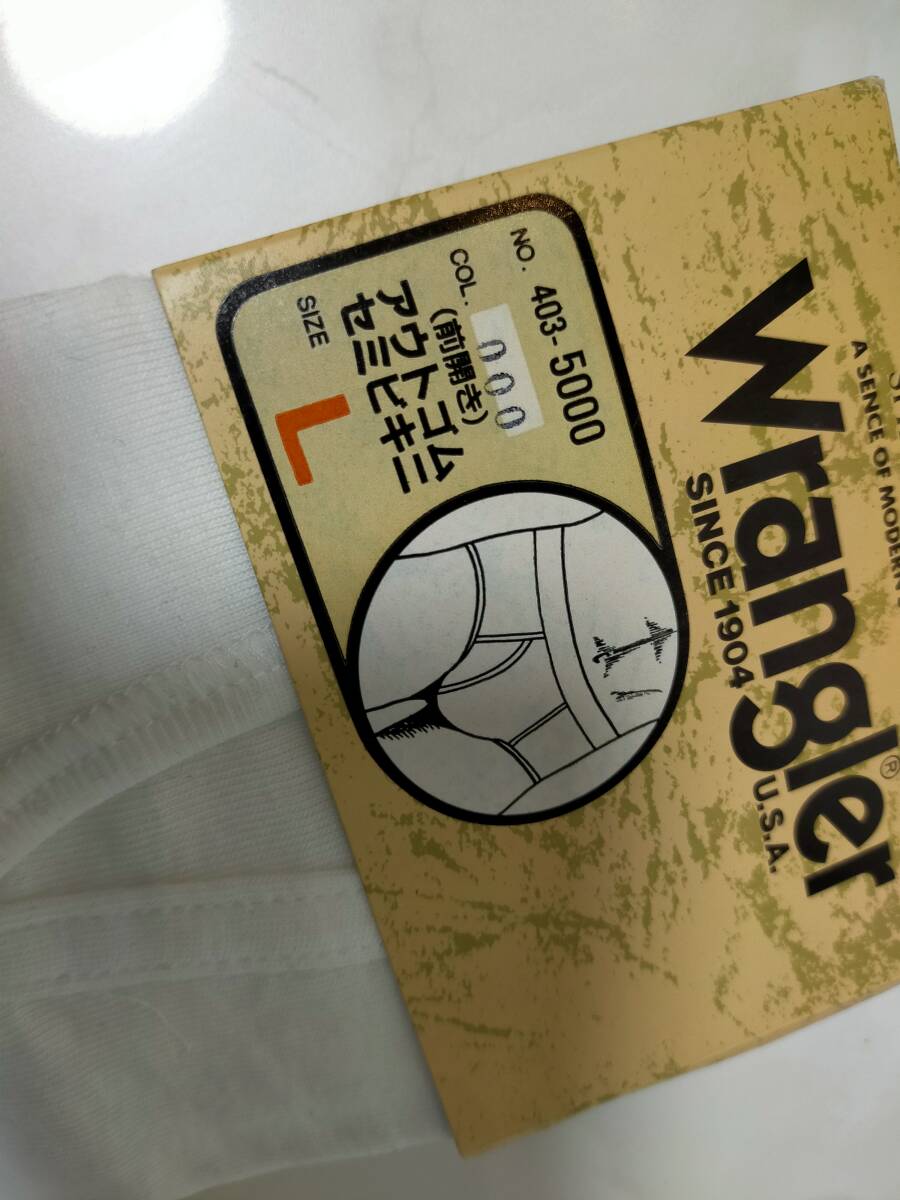 A SENCE OF MODERN
Wrangler®
SINCE 1904 U.S.A.
NO. 403-5000
COL. 000
(前開き)
アウトゴム
セミビキニ
SIZE L